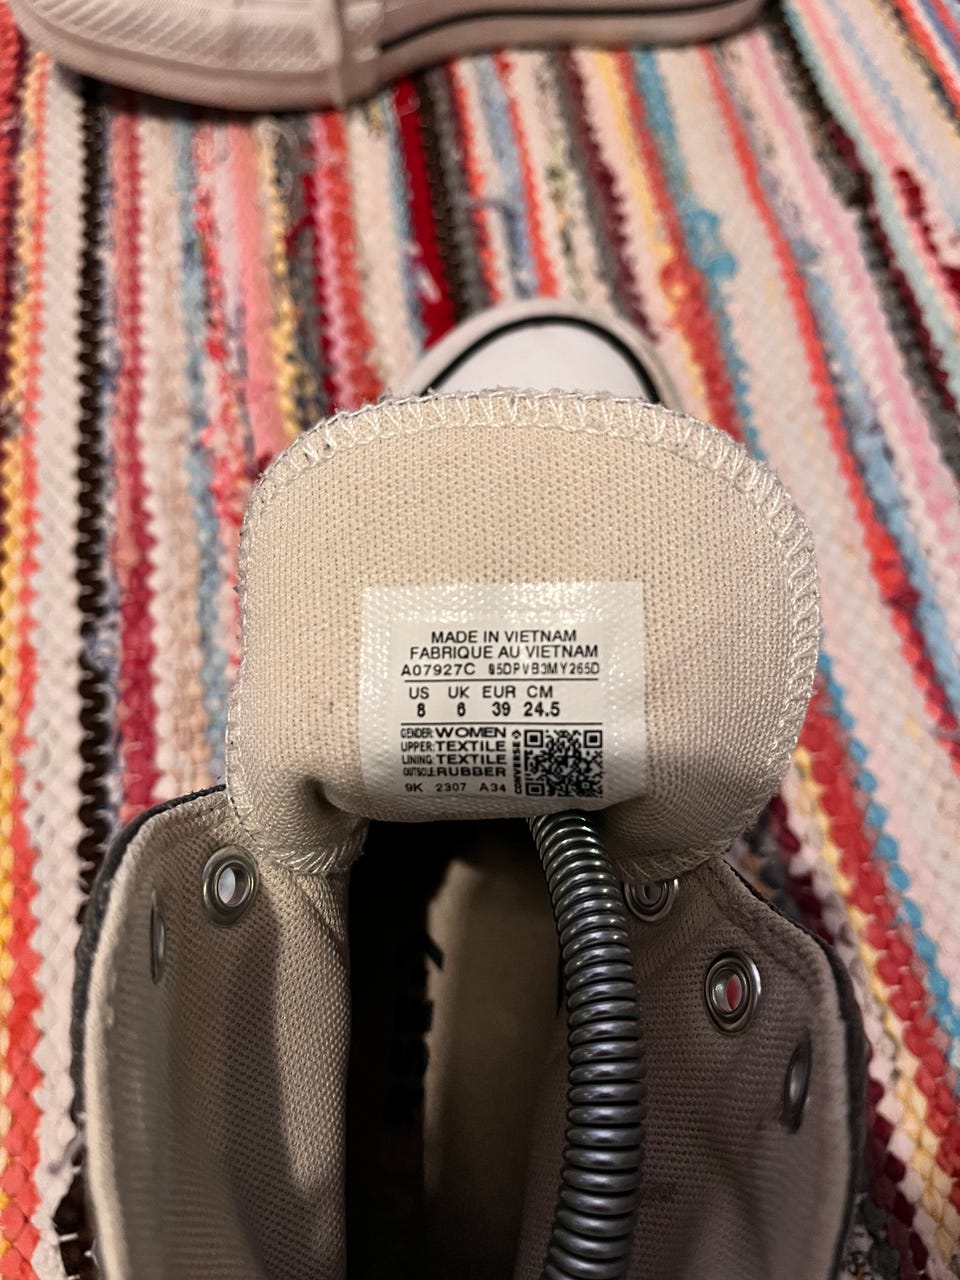 MADE IN VIETNAM
FABRIQUE AU VIETNAM
A07927C 05DPVB3MY265D
US UK EUR CM
8 6 39 24.5
GENDER: WOMEN
UPPER: TEXTILE
LINING: TEXTILE
OUTSOLE: RUBBER
CONVERSE
9K 2307 A34